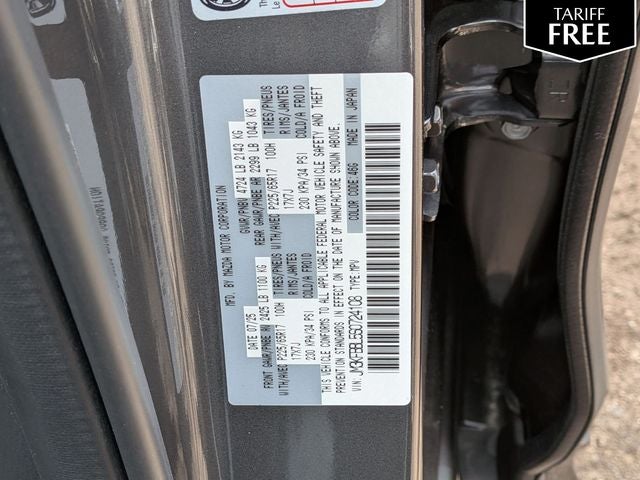 TARIFF
FREE
MFD. BY MAZDA MOTOR CORPORATION
DATE 07/25 GVWR/PNBV 4724 LB 2143 KG
FRONT GAWR/PNBE AV 2425 LB 1100 KG REAR GAWR/PNBE AR 2299 LB 1043 KG
WITH/AVEC P225/65R17 100H TIRES/PNEUS WITH/AVEC P225/65R17 100H TIRES/PNEUS
17X7J RIMS/JANTES 17X7J RIMS/JANTES
230 KPA/34 PSI COLD/A FROID 230 KPA/34 PSI COLD/A FROID
THIS VEHICLE CONFORMS TO ALL APPLICABLE FEDERAL MOTOR VEHICLE SAFETY AND THEFT
PREVENTION STANDARDS IN EFFECT ON THE DATE OF MANUFACTURE SHOWN ABOVE.
TYPE MPV COLOR CODE: 46G MADE IN JAPAN